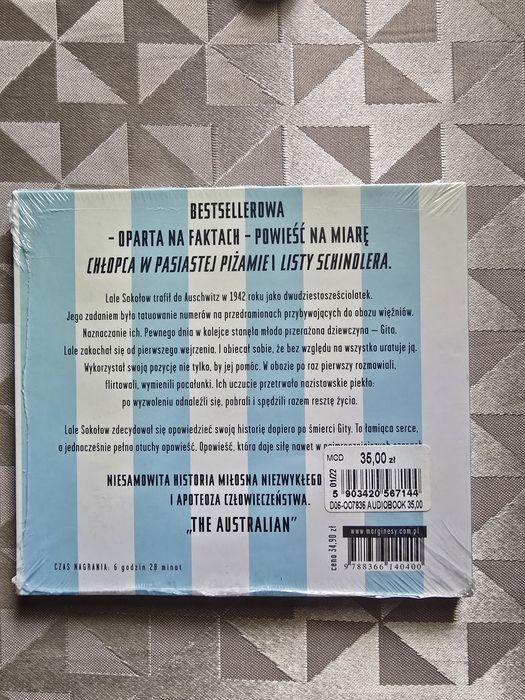 BESTSELLEROWA
– OPARTA NA FAKTACH – POWIEŚĆ NA MIARĘ
CHŁOPCA W PASIASTEJ PIŻAMIE I LISTY SCHINDLERA.
Lale Sokołow trafił do Auschwitz w 1942 roku jako dwudziestosześciolatek.
Jego zadaniem było tatuowanie numerów na przedramionach przybywających do obozu więźniów.
Naznaczanie ich. Pewnego dnia w kolejce stanęła młoda przerażona dziewczyna – Gita.
Lale zakochał się od pierwszego wejrzenia. I obiecał sobie, że bez względu na wszystko uratuje ją.
Wykorzystał swoją pozycję nie tylko, by jej pomóc. W obozie po raz pierwszy rozmawiali,
flirtowali, wymienili pocałunki. Ich uczucie przetrwało nazistowskie piekło:
po wyzwoleniu odnaleźli się, pobrali i spędzili razem resztę życia.
Lale Sokołow zdecydował się opowiedzieć swoją historię dopiero po śmierci Gity. To łamiąca serce,
a jednocześnie pełna otuchy opowieść. Opowieść, która daje siłę nawet w
NIESAMOWITA HISTORIA MIŁOSNA NIEZWYKŁEGO
I APOTEOZA CZŁOWIECZEŃSTWA.
„THE AUSTRALIAN”
MCD 35,00 zł
01/22
5 903420 567144
D06-007836 AUDIOBOOK 35,00
www.marginesy.com.pl
cena 34,90 zł
9 788366 140400
CZAS NAGRANIA: 6 godzin 28 minut